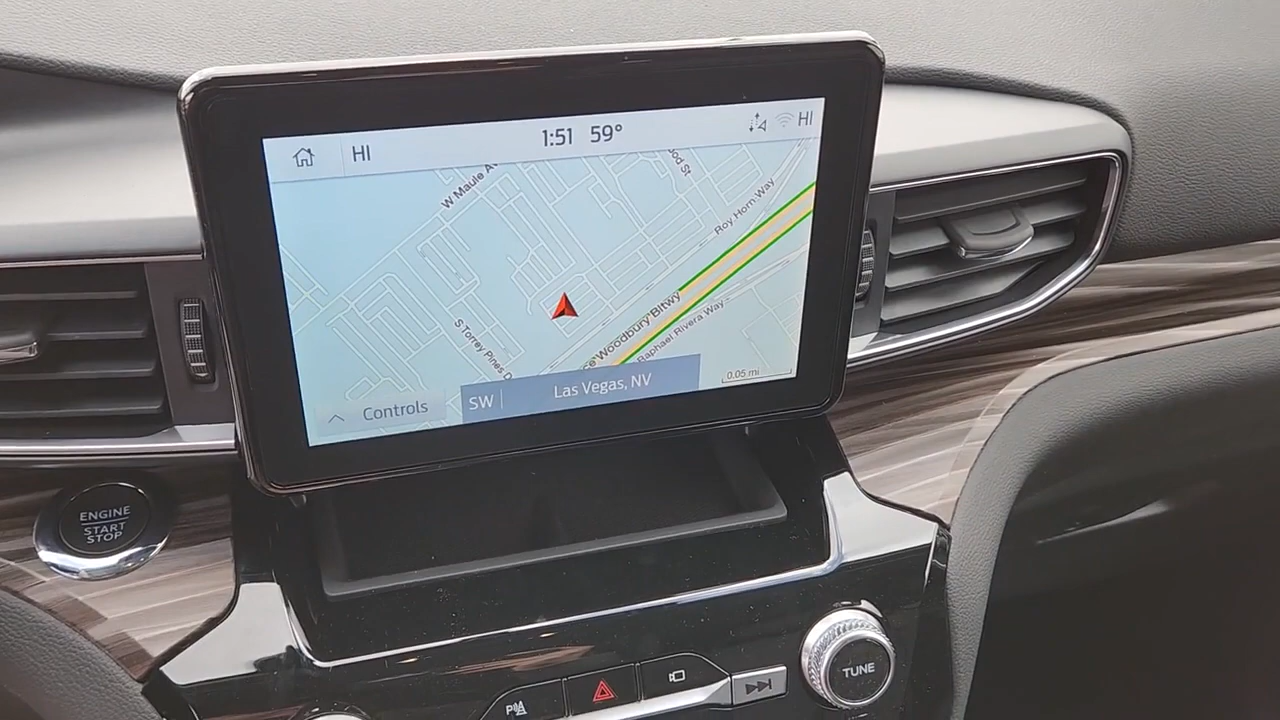 HI 1:51 59° HI
W Maule A
od St
Roy Horn Way
ce Woodbury Bltwy
Raphael Rivera Way
S Torrey Pines D
0.05 mi
SW Las Vegas, NV
Controls
ENGINE
START
STOP
TUNE
P